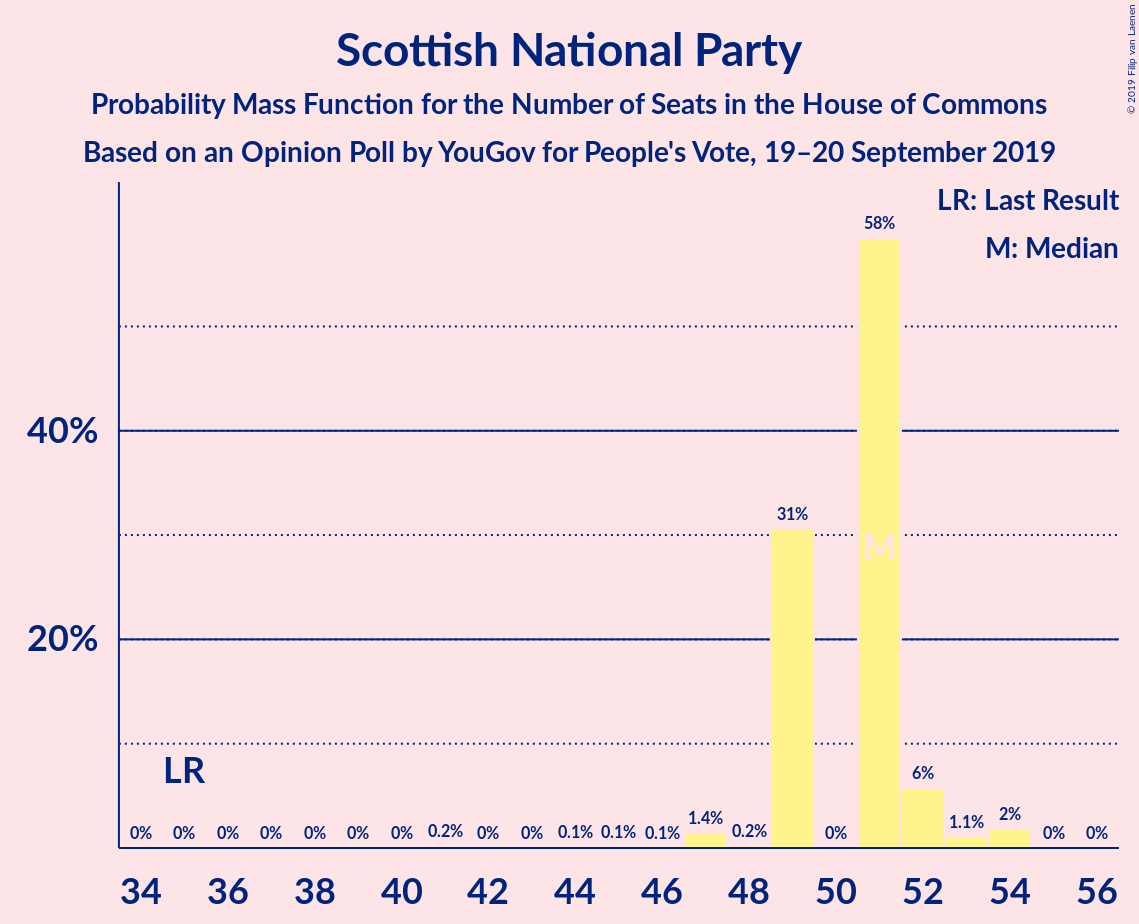 Scottish National Party
Probability Mass Function for the Number of Seats in the House of Commons
Based on an Opinion Poll by YouGov for People's Vote, 19–20 September 2019
© 2019 Filip van Laenen
LR: Last Result
M: Median
58%
40%
31%
M
20%
LR
6%
0% 0% 0% 0% 0% 0% 0% 0.2% 0% 0% 0.1% 0.1% 0.1% 1.4% 0.2% 0% 1.1% 2% 0% 0%
34 36 38 40 42 44 46 48 50 52 54 56